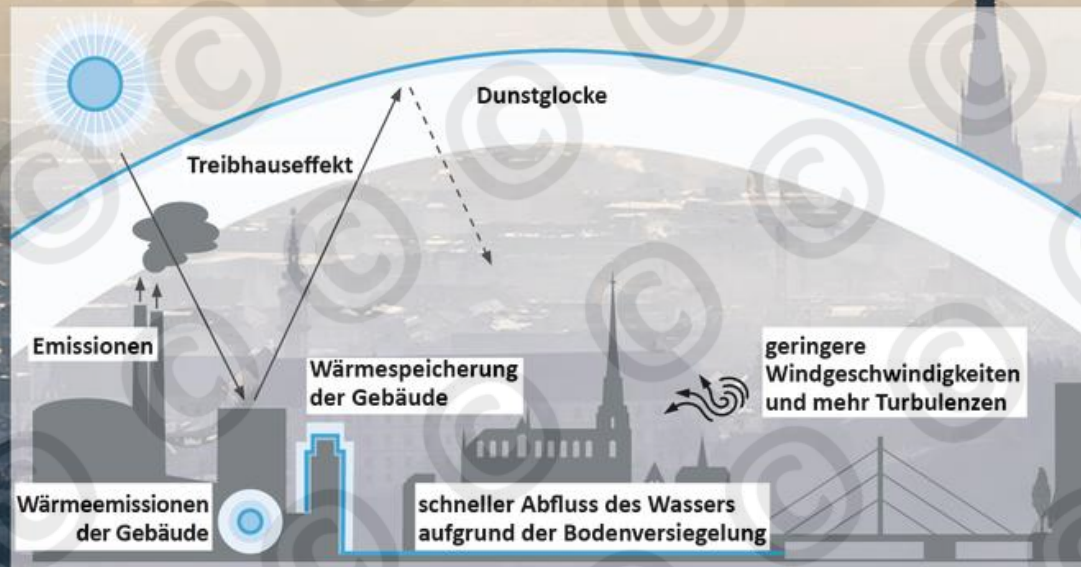 Dunstglocke
Treibhauseffekt
Emissionen
Wärmespeicherung
der Gebäude
geringere
Windgeschwindigkeiten
und mehr Turbulenzen
Wärmeemissionen
der Gebäude
schneller Abfluss des Wassers
aufgrund der Bodenversiegelung
©